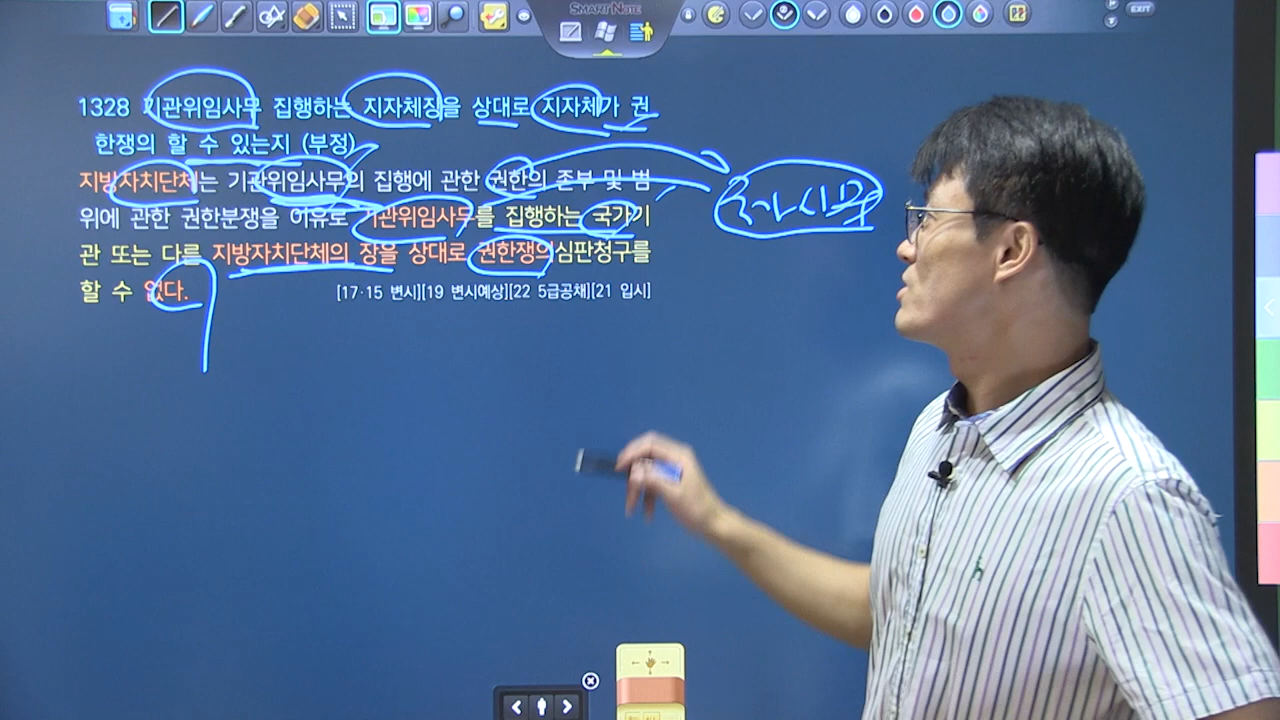 SMARTNOTE
EXIT
1328 기관위임사무 집행하는 지자체장을 상대로 지자체가 권
한쟁의 할 수 있는지 (부정)
지방자치단체는 기관위임사무의 집행에 관한 권한의 존부 및 범
위에 관한 권한분쟁을 이유로 기관위임사무를 집행하는 국가기
관 또는 다른 지방자치단체의 장을 상대로 권한쟁의심판청구를
할 수 없다. [17·15 변시][19 변시예상][22 5급공채][21 입시]
국가사무